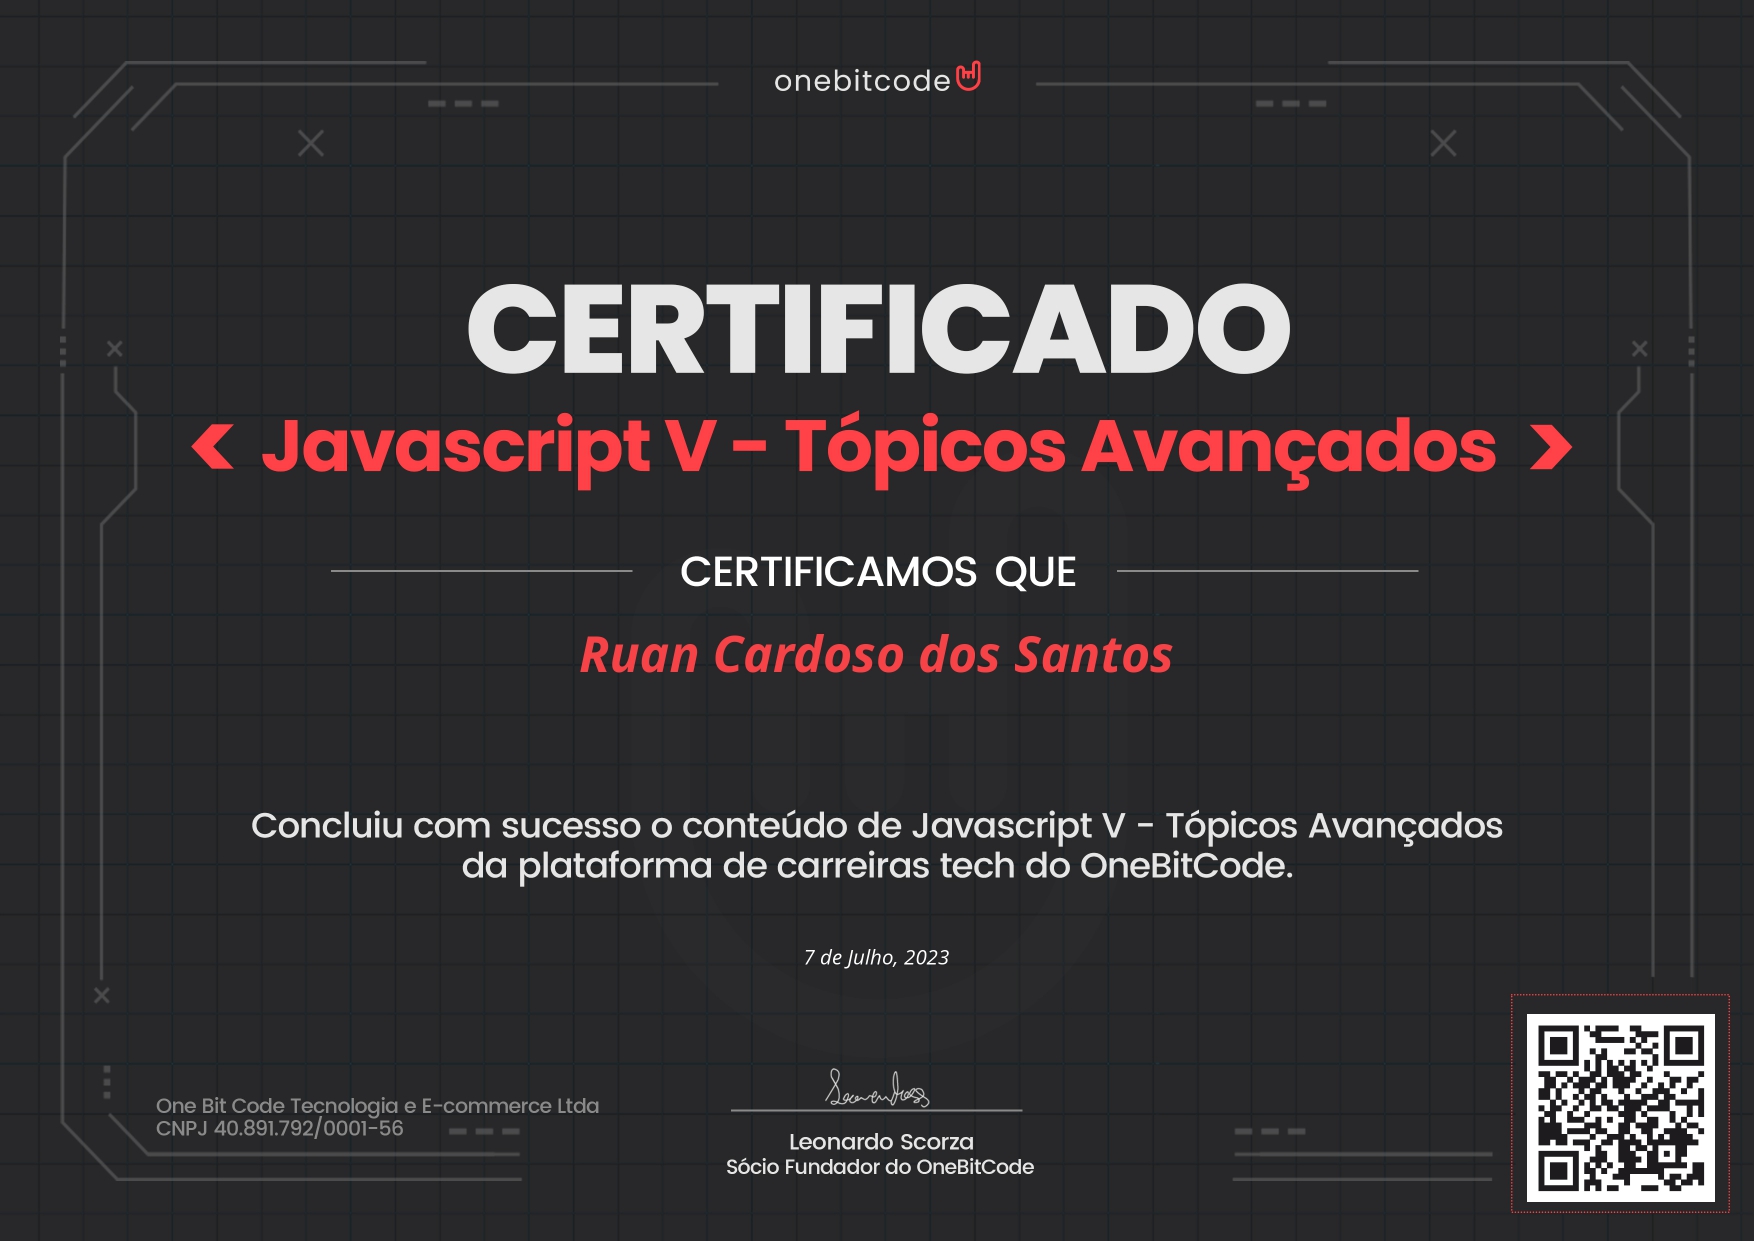 onebitcode
CERTIFICADO
< Javascript V - Tópicos Avançados >
CERTIFICAMOS QUE
Ruan Cardoso dos Santos
Concluiu com sucesso o conteúdo de Javascript V - Tópicos Avançados
da plataforma de carreiras tech do OneBitCode.
7 de Julho, 2023
One Bit Code Tecnologia e E-commerce Ltda
CNPJ 40.891.792/0001-56
Leonardo Scorza
Sócio Fundador do OneBitCode